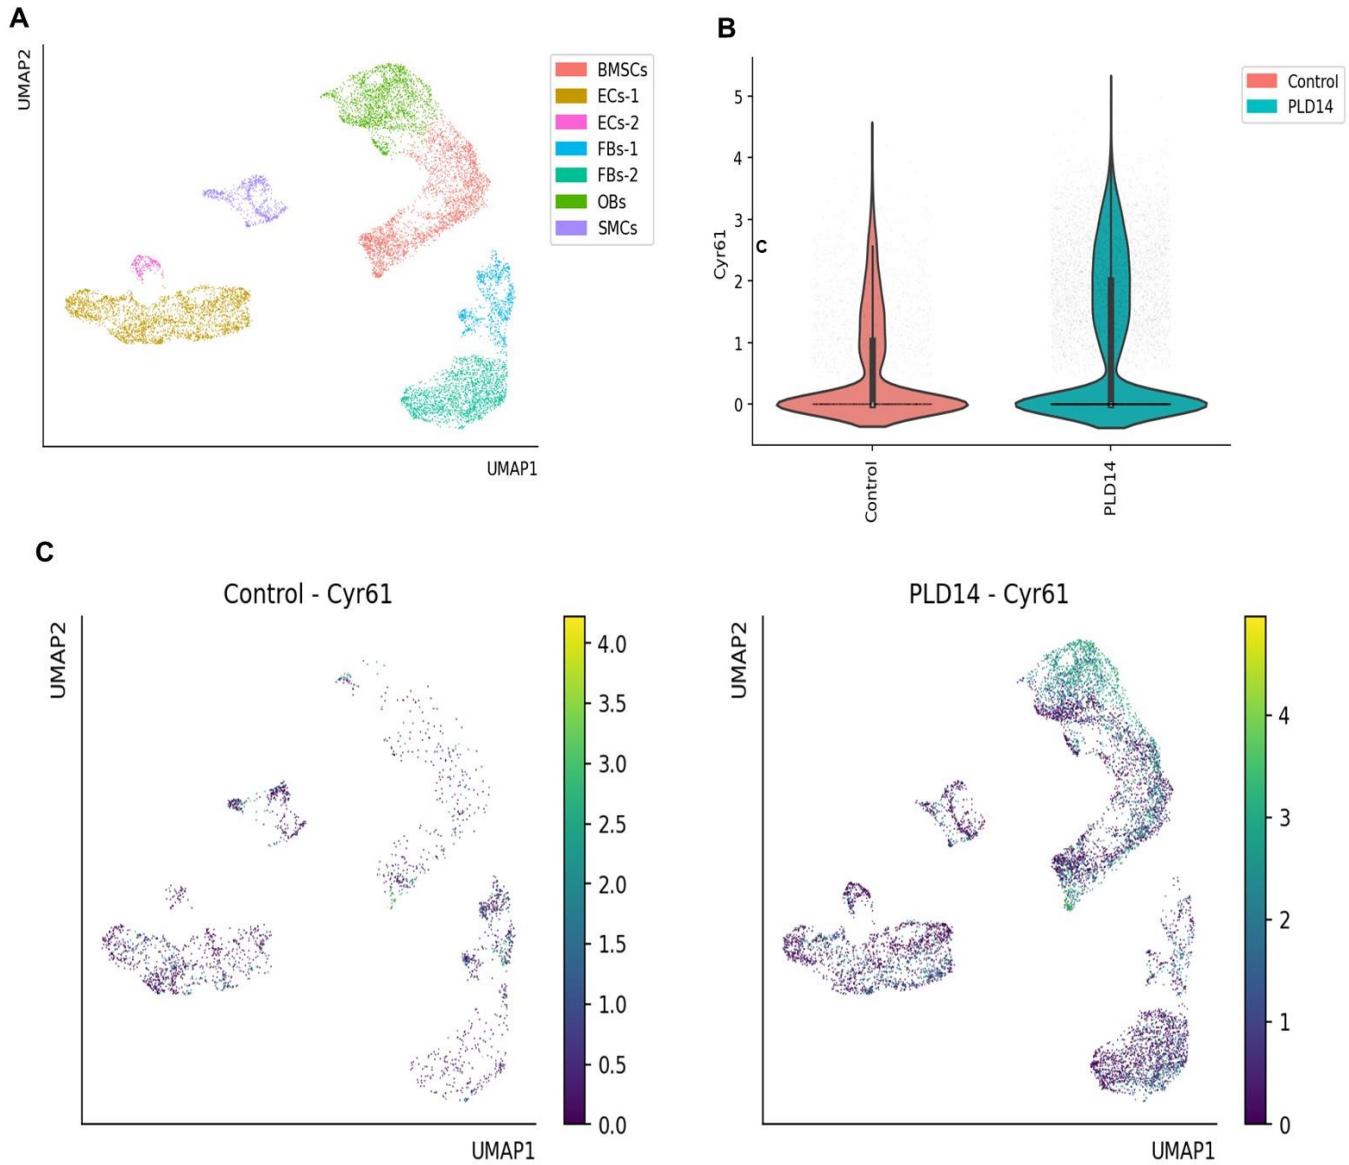 A
UMAP2
UMAP1
BMSCs
ECs-1
ECs-2
FBs-1
FBs-2
OBs
SMCs
B
Cyr61
C
5
4
3
2
1
0
Control
PLD14
Control
PLD14
C
Control - Cyr61
UMAP2
UMAP1
4.0
3.5
3.0
2.5
2.0
1.5
1.0
0.5
0.0
PLD14 - Cyr61
UMAP2
UMAP1
4
3
2
1
0